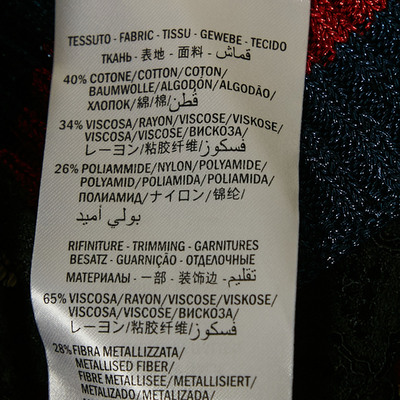 TESSUTO - FABRIC - TISSU - GEWEBE - TECIDO
ТКАНЬ - 表地 - 面料 - قماش
40% COTONE/COTTON/COTON/
BAUMWOLLE/ALGODÓN/ALGODÃO/
ХЛОПОК/綿/棉/قطن
34% VISCOSA/RAYON/VISCOSE/VISKOSE/
VISCOSA/VISCOSE/ВИСКОЗА/
レーヨン/粘胶纤维/فسكوز
26% POLIAMMIDE/NYLON/POLYAMIDE/
POLYAMID/POLIAMIDA/POLIAMIDA/
ПОЛИАМИД/ナイロン/锦纶/
بولي أميد
RIFINITURE - TRIMMING - GARNITURES
BESATZ - GUARNIÇÃO - ОТДЕЛОЧНЫЕ
МАТЕРИАЛЫ - 一部 - 装饰边 - تقليم
65% VISCOSA/RAYON/VISCOSE/VISKOSE/
VISCOSA/VISCOSE/ВИСКОЗА/
レーヨン/粘胶纤维/فسكوز
28% FIBRA METALLIZZATA/
METALLISED FIBER/
FIBRE METALLISEE/METALLISIERT/
METALIZADO/METALIZADA/